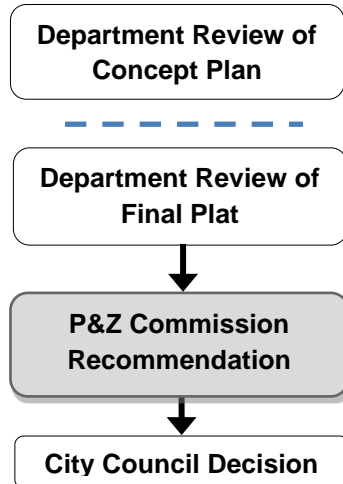 Department Review of
Concept Plan
Department Review of
Final Plat
P&Z Commission
Recommendation
City Council Decision